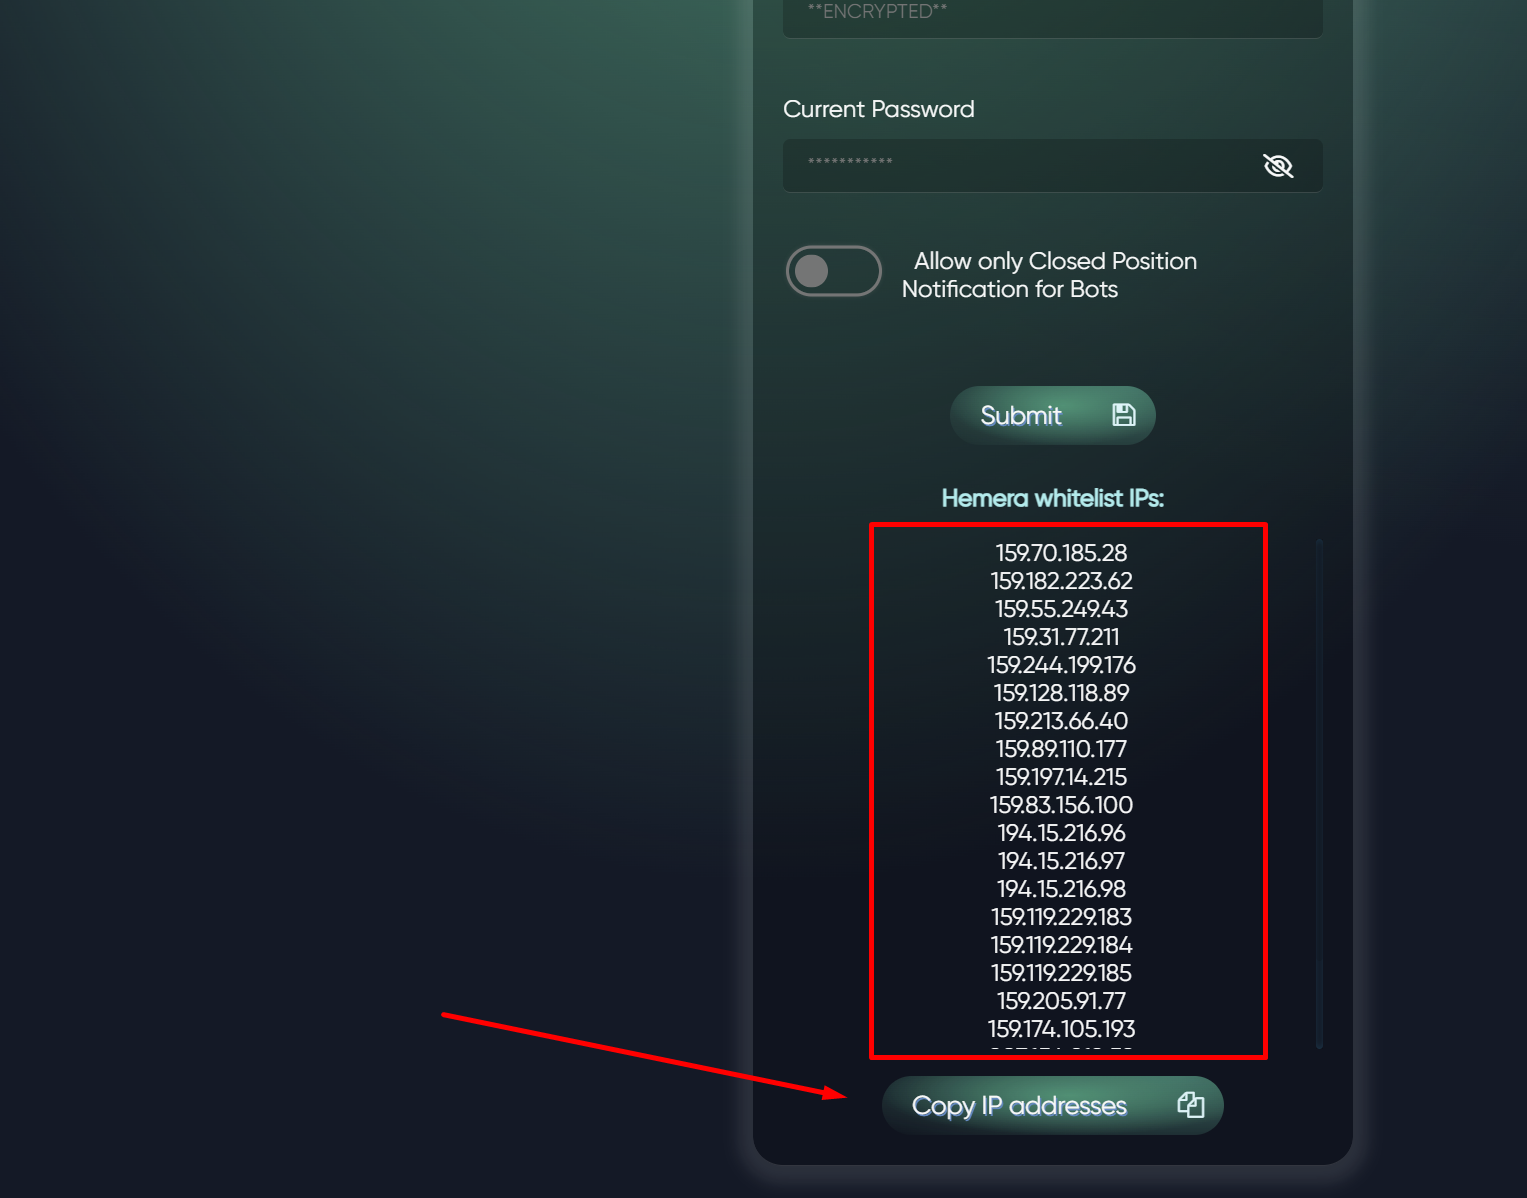 **ENCRYPTED**
Current Password
***********
Allow only Closed Position
Notification for Bots
Submit
Hemera whitelist IPs:
159.70.185.28
159.182.223.62
159.55.249.43
159.31.77.211
159.244.199.176
159.128.118.89
159.213.66.40
159.89.110.177
159.197.14.215
159.83.156.100
194.15.216.96
194.15.216.97
194.15.216.98
159.119.229.183
159.119.229.184
159.119.229.185
159.205.91.77
159.174.105.193
Copy IP addresses